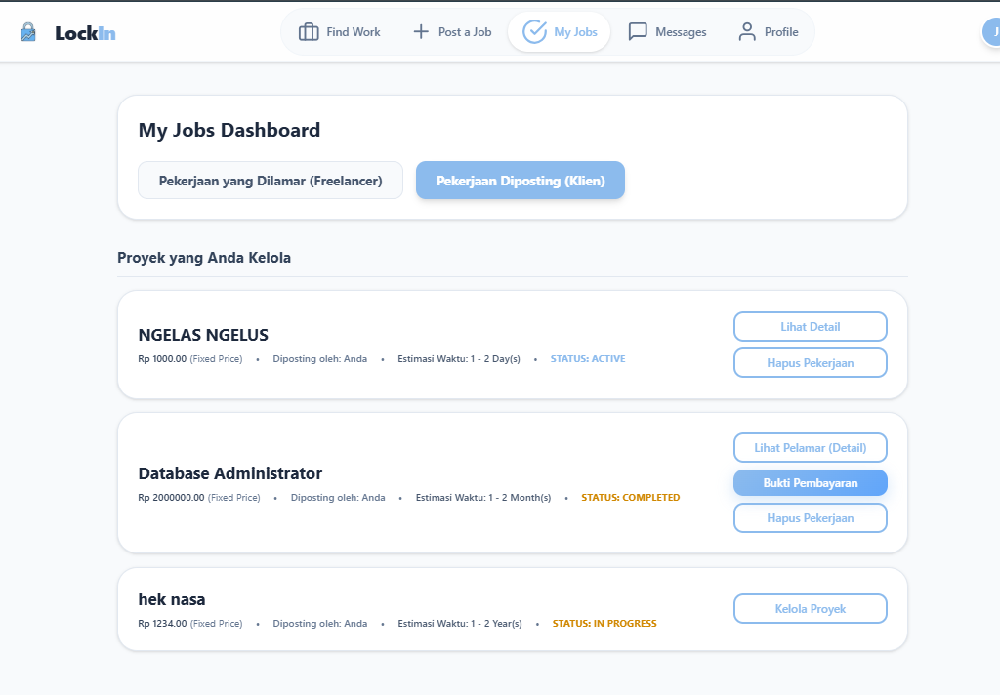 LockIn
Find Work
Post a Job
My Jobs
Messages
Profile
J
My Jobs Dashboard
Pekerjaan yang Dilamar (Freelancer)
Pekerjaan Diposting (Klien)
Proyek yang Anda Kelola
NGELAS NGELUS
Rp 1000.00 (Fixed Price) • Diposting oleh: Anda • Estimasi Waktu: 1 - 2 Day(s) • STATUS: ACTIVE
Lihat Detail
Hapus Pekerjaan
Database Administrator
Rp 2000000.00 (Fixed Price) • Diposting oleh: Anda • Estimasi Waktu: 1 - 2 Month(s) • STATUS: COMPLETED
Lihat Pelamar (Detail)
Bukti Pembayaran
Hapus Pekerjaan
hek nasa
Rp 1234.00 (Fixed Price) • Diposting oleh: Anda • Estimasi Waktu: 1 - 2 Year(s) • STATUS: IN PROGRESS
Kelola Proyek